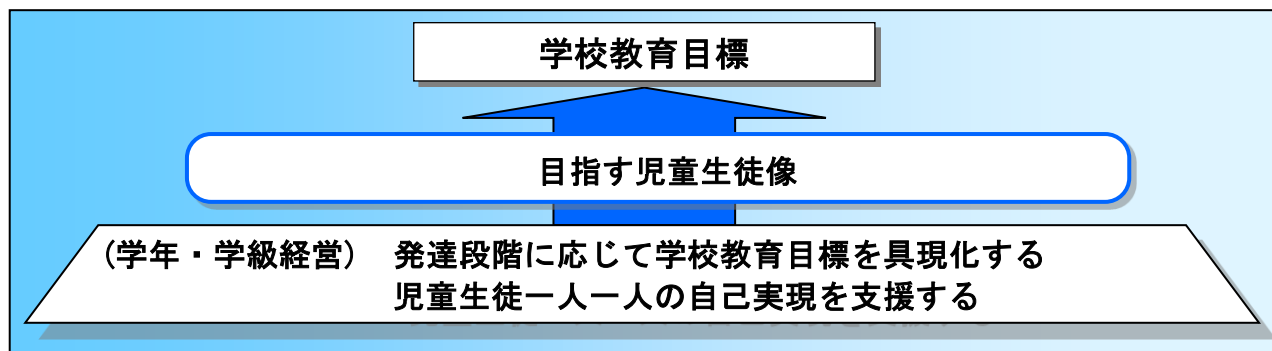 学校教育目標
目指す児童生徒像
(学年・学級経営) 発達段階に応じて学校教育目標を具現化する
児童生徒一人一人の自己実現を支援する